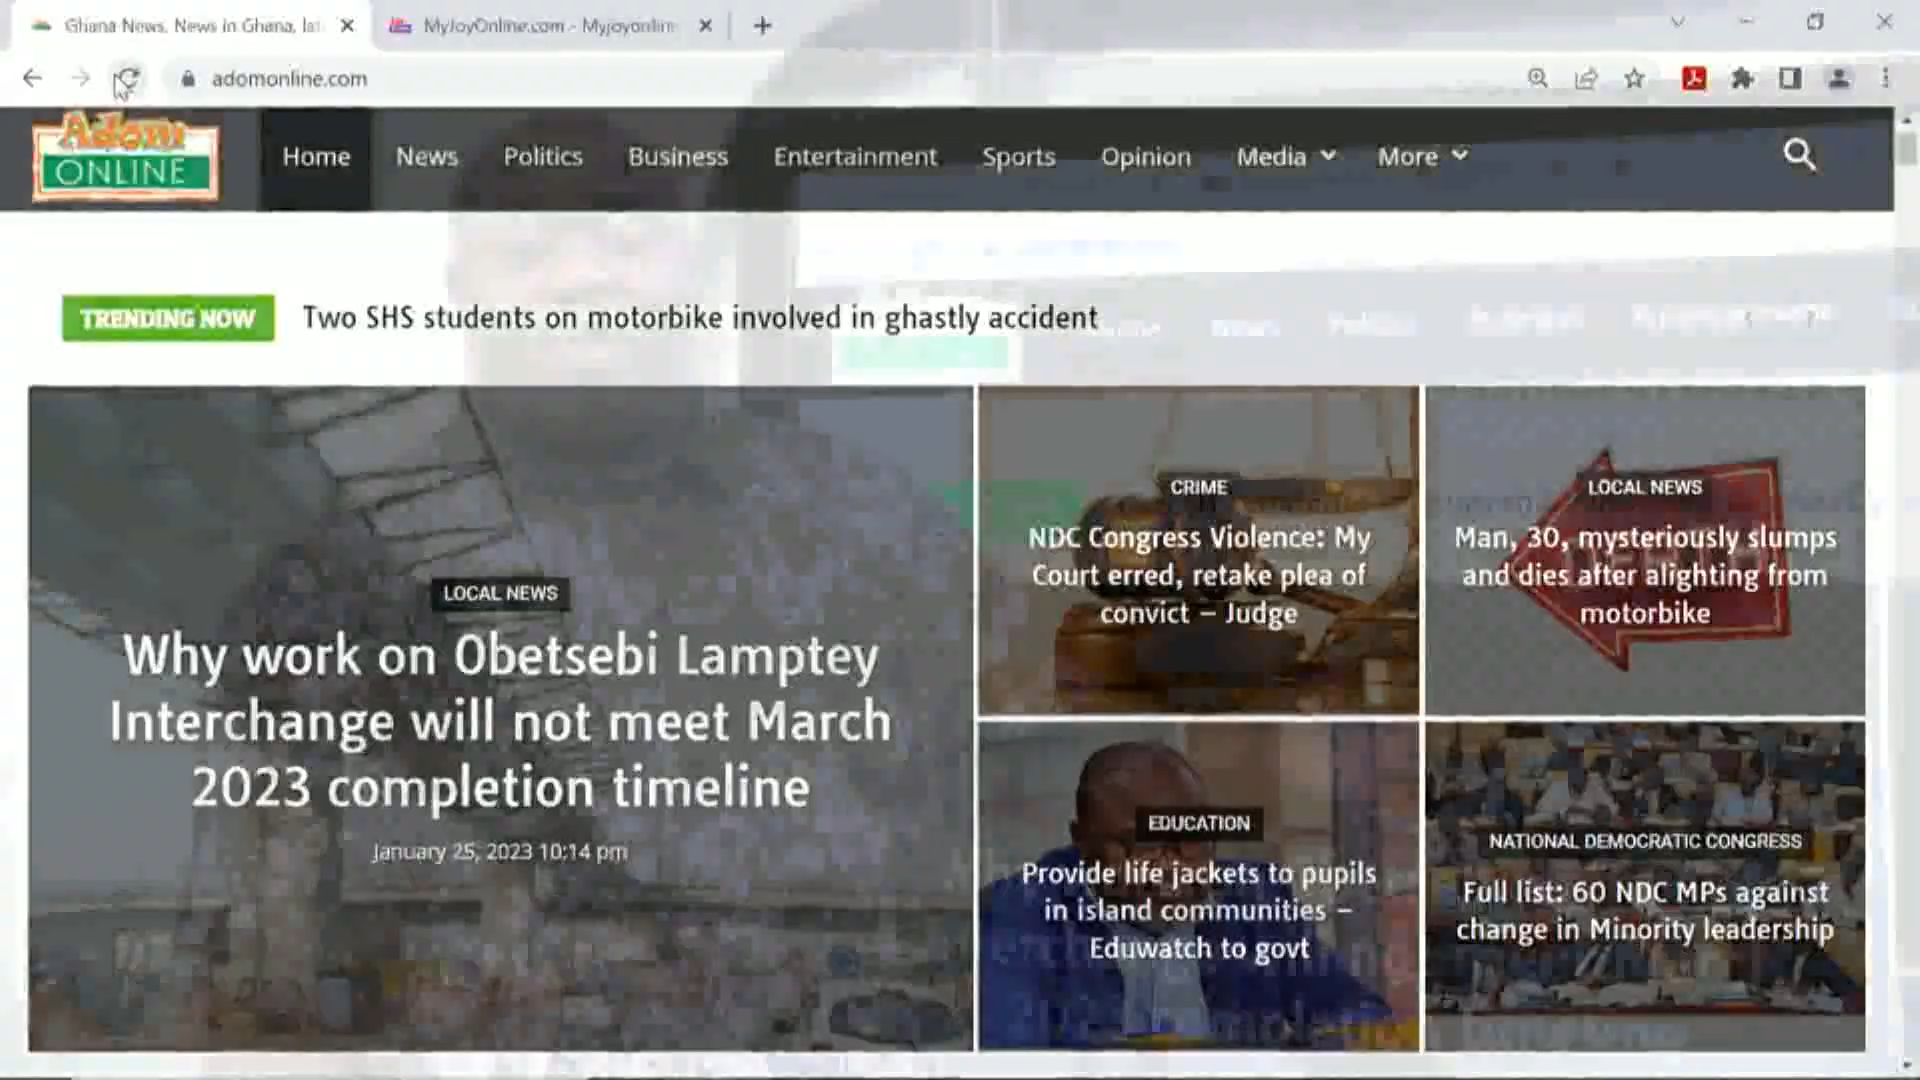 Ghana News, News in Ghana, lat
MyJoyOnline.com - Myjoyonline
adomonline.com
Adom
ONLINE
Home
News
Politics
Business
Entertainment
Sports
Opinion
Media
More
TRENDING NOW
Two SHS students on motorbike involved in ghastly accident
LOCAL NEWS
Why work on Obetsebi Lamptey
Interchange will not meet March
2023 completion timeline
January 25, 2023 10:14 pm
CRIME
NDC Congress Violence: My
Court erred, retake plea of
convict – Judge
LOCAL NEWS
Man, 30, mysteriously slumps
and dies after alighting from
motorbike
EDUCATION
Provide life jackets to pupils
in island communities –
Eduwatch to govt
NATIONAL DEMOCRATIC CONGRESS
Full list: 60 NDC MPs against
change in Minority leadership